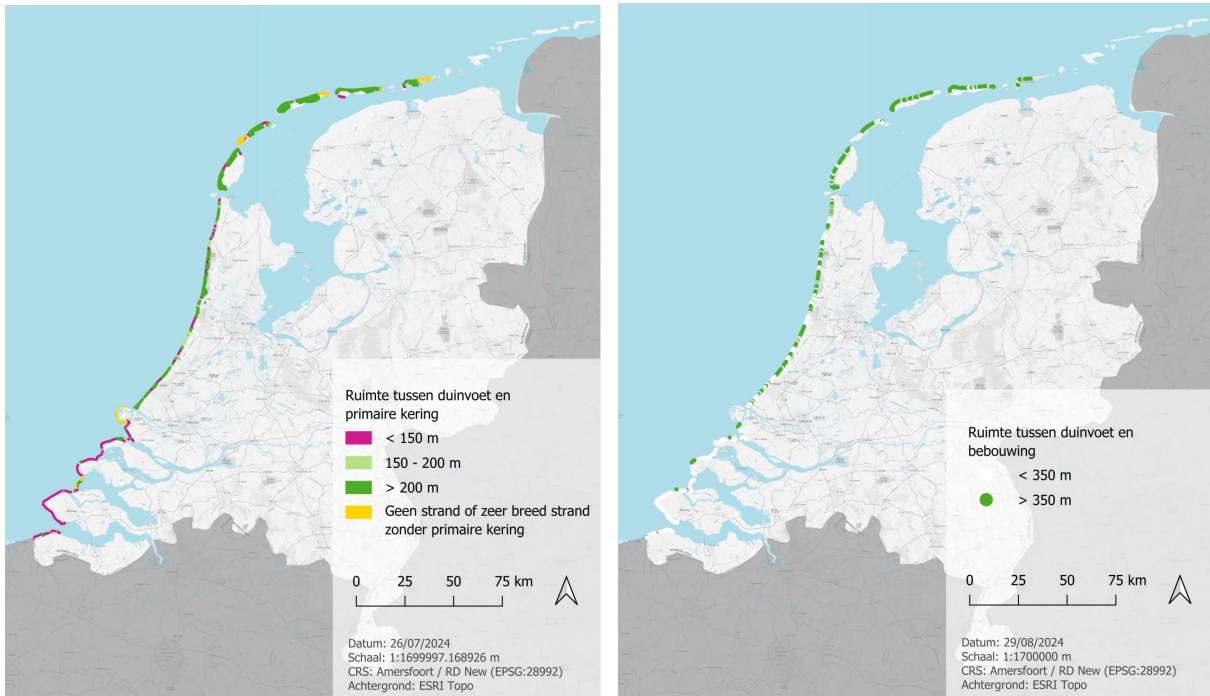 Ruimte tussen duinvoet en
primaire kering
< 150 m
150 - 200 m
> 200 m
Geen strand of zeer breed strand
zonder primaire kering
0 25 50 75 km
Datum: 26/07/2024
Schaal: 1:1699997.168926 m
CRS: Amersfoort / RD New (EPSG:28992)
Achtergrond: ESRI Topo
Ruimte tussen duinvoet en
bebouwing
< 350 m
> 350 m
0 25 50 75 km
Datum: 29/08/2024
Schaal: 1:1700000 m
CRS: Amersfoort / RD New (EPSG:28992)
Achtergrond: ESRI Topo